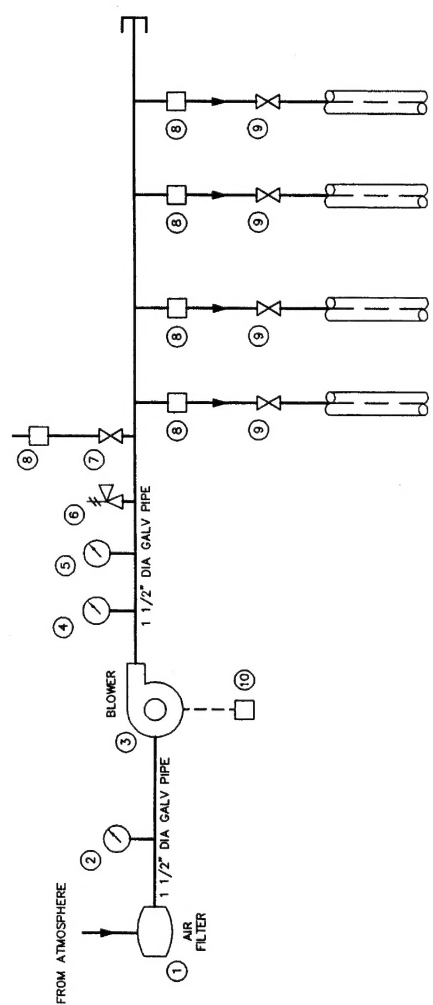 FROM ATMOSPHERE
1
AIR
FILTER
2
1 1/2" DIA GALV PIPE
3
BLOWER
10
4
5
1 1/2" DIA GALV PIPE
6
7
8
8
9
8
9
8
9
8
9